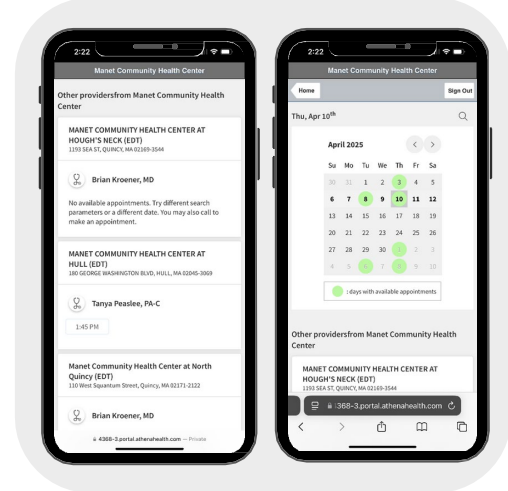 2:22
Manet Community Health Center
Other providersfrom Manet Community Health
Center
MANET COMMUNITY HEALTH CENTER AT
HOUGH'S NECK (EDT)
1193 SEA ST, QUINCY, MA 02169-3544
Brian Kroener, MD
No available appointments. Try different search
parameters or a different date. You may also call to
make an appointment.
MANET COMMUNITY HEALTH CENTER AT
HULL (EDT)
180 GEORGE WASHINGTON BLVD, HULL, MA 02045-3069
Tanya Peaslee, PA-C
1:45 PM
Manet Community Health Center at North
Quincy (EDT)
110 West Squantum Street, Quincy, MA 02171-2122
Brian Kroener, MD
4368-3.portal.athenahealth.com — Private
2:22
Manet Community Health Center
Home
Sign Out
Thu, Apr 10th
April 2025
< >
Su Mo Tu We Th Fr Sa
30 31 1 2 3 4 5
6 7 8 9 10 11 12
13 14 15 16 17 18 19
20 21 22 23 24 25 26
27 28 29 30 1 2 3
4 5 6 7 8 9 10
: days with available appointments
Other providersfrom Manet Community Health
Center
MANET COMMUNITY HEALTH CENTER AT
HOUGH'S NECK (EDT)
1193 SEA ST, QUINCY, MA 02169-3544
368-3.portal.athenahealth.com